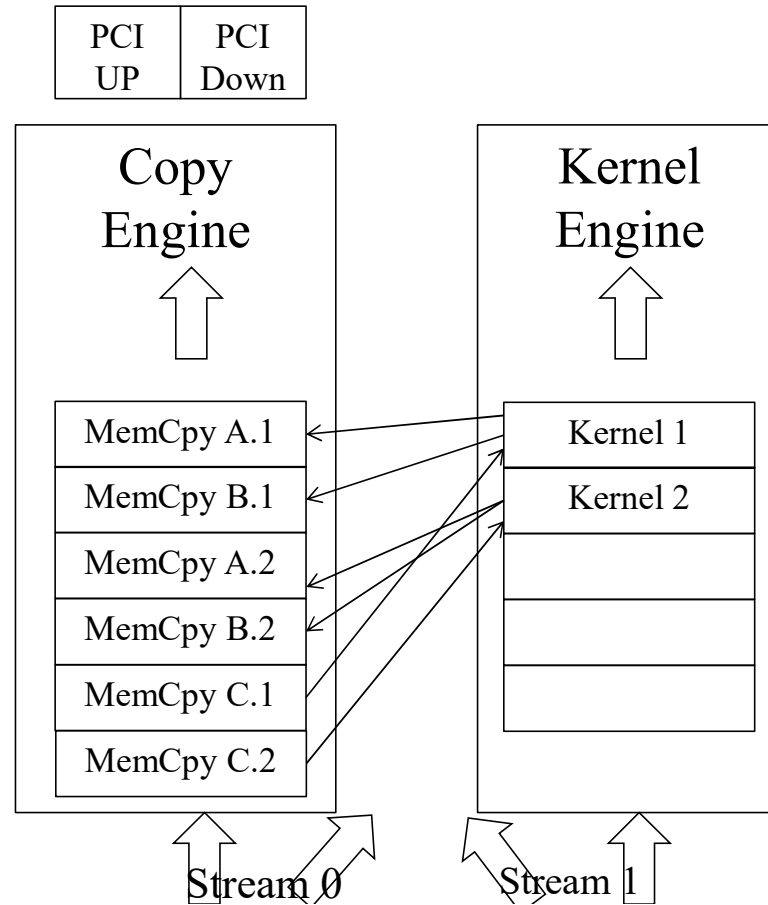 PCI
UP
PCI
Down
Copy
Engine
Kernel
Engine
MemCpy A.1
MemCpy B.1
MemCpy A.2
MemCpy B.2
MemCpy C.1
MemCpy C.2
Kernel 1
Kernel 2
Stream 0
Stream 1